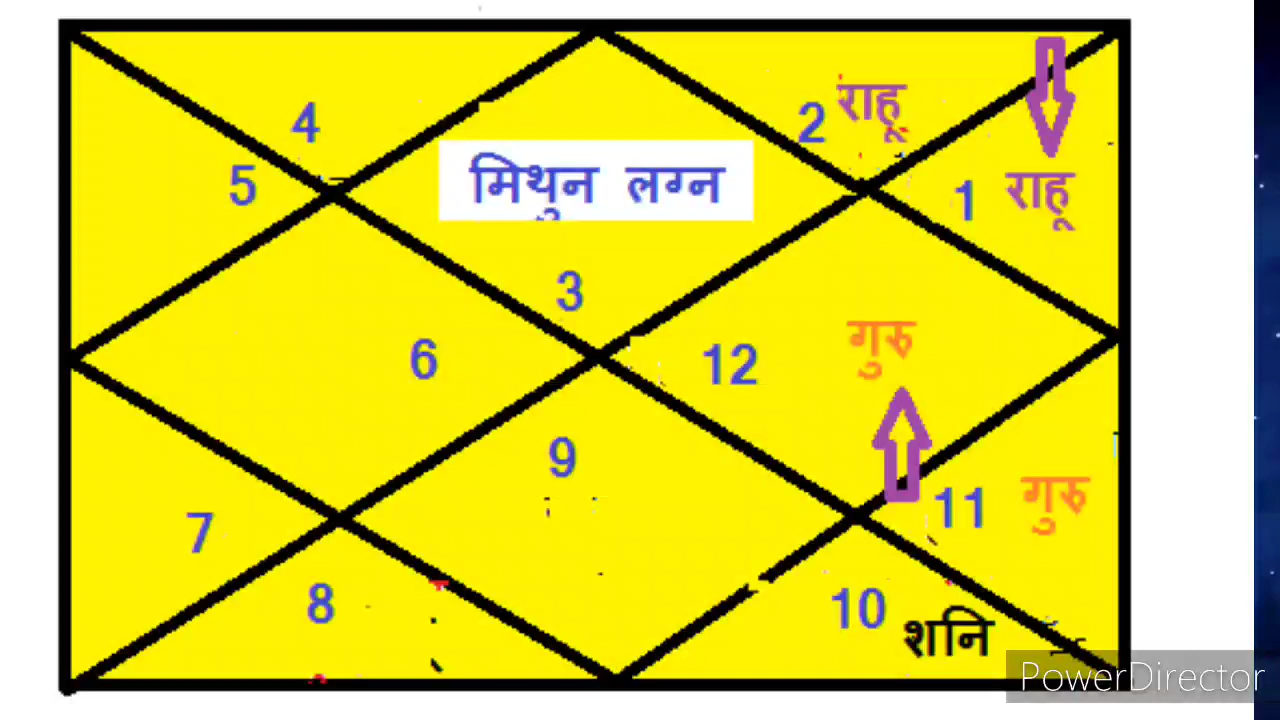 4
2 राहू
5
मिथुन लग्न
1 राहू
3
6
12 गुरु
9
7
11 गुरु
8
10 शनि
PowerDirector